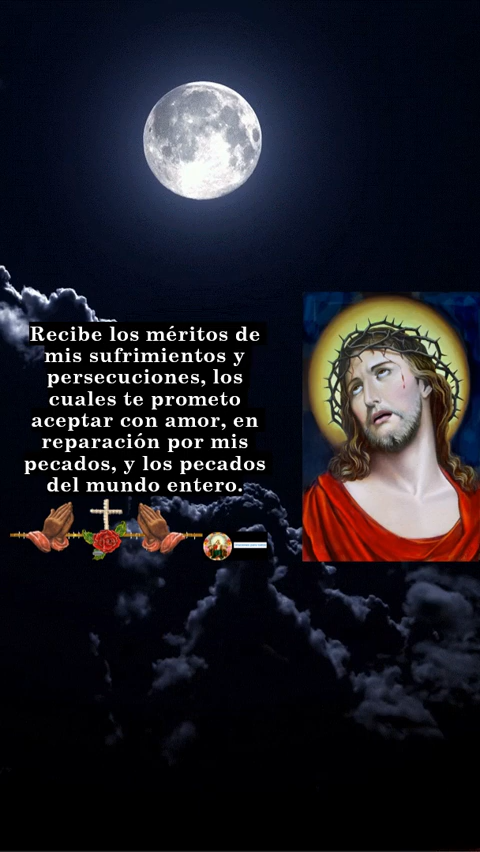 Recibe los méritos de
mis sufrimientos y
persecuciones, los
cuales te prometo
aceptar con amor, en
reparación por mis
pecados, y los pecados
del mundo entero.